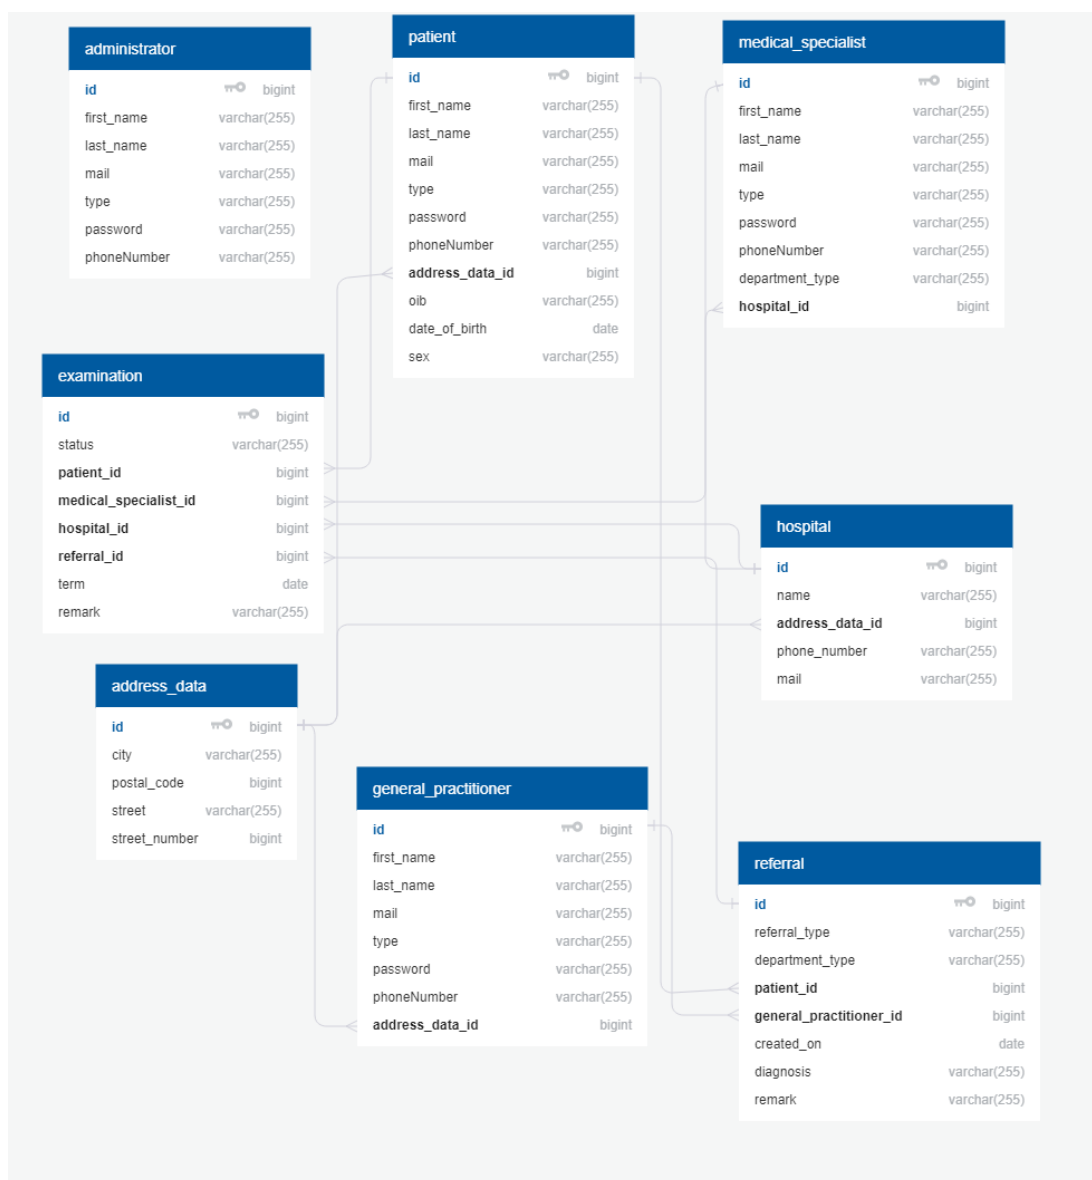 administrator
id bigint
first_name varchar(255)
last_name varchar(255)
mail varchar(255)
type varchar(255)
password varchar(255)
phoneNumber varchar(255)
patient
id bigint
first_name varchar(255)
last_name varchar(255)
mail varchar(255)
type varchar(255)
password varchar(255)
phoneNumber varchar(255)
address_data_id bigint
oib varchar(255)
date_of_birth date
sex varchar(255)
medical_specialist
id bigint
first_name varchar(255)
last_name varchar(255)
mail varchar(255)
type varchar(255)
password varchar(255)
phoneNumber varchar(255)
department_type varchar(255)
hospital_id bigint
examination
id bigint
status varchar(255)
patient_id bigint
medical_specialist_id bigint
hospital_id bigint
referral_id bigint
term date
remark varchar(255)
hospital
id bigint
name varchar(255)
address_data_id bigint
phone_number varchar(255)
mail varchar(255)
address_data
id bigint
city varchar(255)
postal_code bigint
street varchar(255)
street_number bigint
general_practitioner
id bigint
first_name varchar(255)
last_name varchar(255)
mail varchar(255)
type varchar(255)
password varchar(255)
phoneNumber varchar(255)
address_data_id bigint
referral
id bigint
referral_type varchar(255)
department_type varchar(255)
patient_id bigint
general_practitioner_id bigint
created_on date
diagnosis varchar(255)
remark varchar(255)